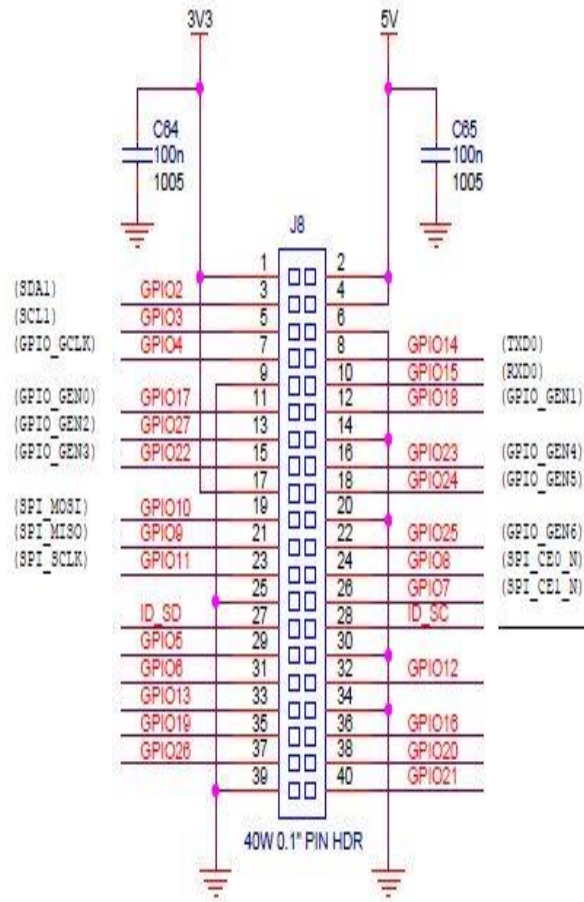 3V3 5V
C64 C65
100n 100n
1005 1005
J8
1 2
(SDA1) GPIO2 3 4
(SCL1) GPIO3 5 6
(GPIO_GCLK) GPIO4 7 8 GPIO14 (TXD0)
9 10 GPIO15 (RXD0)
(GPIO_GEN0) GPIO17 11 12 GPIO18 (GPIO_GEN1)
(GPIO_GEN2) GPIO27 13 14
(GPIO_GEN3) GPIO22 15 16 GPIO23 (GPIO_GEN4)
17 18 GPIO24 (GPIO_GEN5)
(SPI_MOSI) GPIO10 19 20
(SPI_MISO) GPIO9 21 22 GPIO25 (GPIO_GEN6)
(SPI_SCLK) GPIO11 23 24 GPIO8 (SPI_CE0_N)
25 26 GPIO7 (SPI_CE1_N)
ID_SD 27 28 ID_SC
GPIO5 29 30
GPIO6 31 32 GPIO12
GPIO13 33 34
GPIO19 35 36 GPIO16
GPIO26 37 38 GPIO20
39 40 GPIO21
40W 0.1" PIN HDR